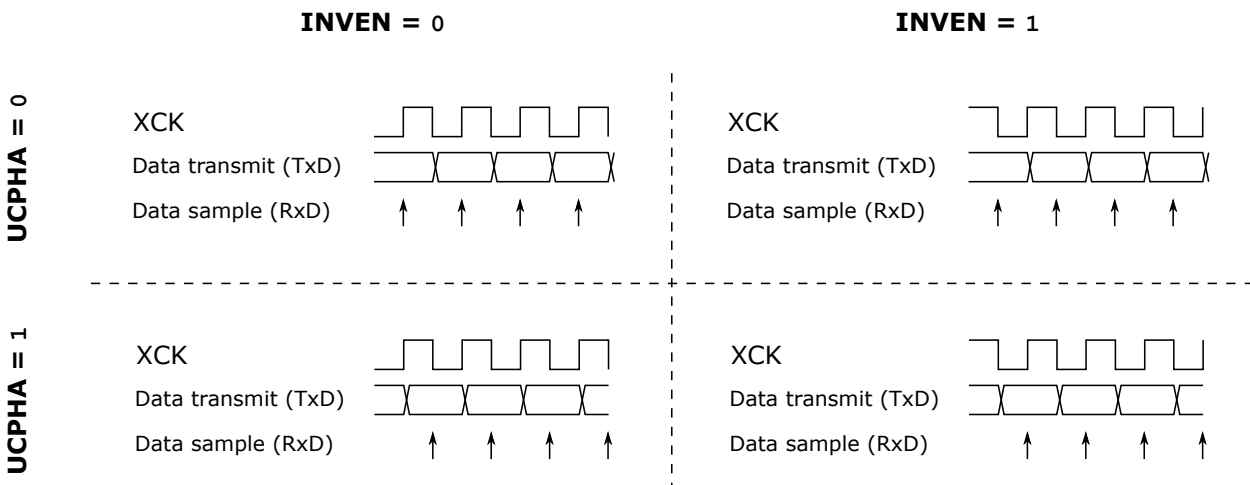 INVEN = 0
INVEN = 1
UCPHA = 0
XCK
Data transmit (TxD)
Data sample (RxD)
XCK
Data transmit (TxD)
Data sample (RxD)
UCPHA = 1
XCK
Data transmit (TxD)
Data sample (RxD)
XCK
Data transmit (TxD)
Data sample (RxD)